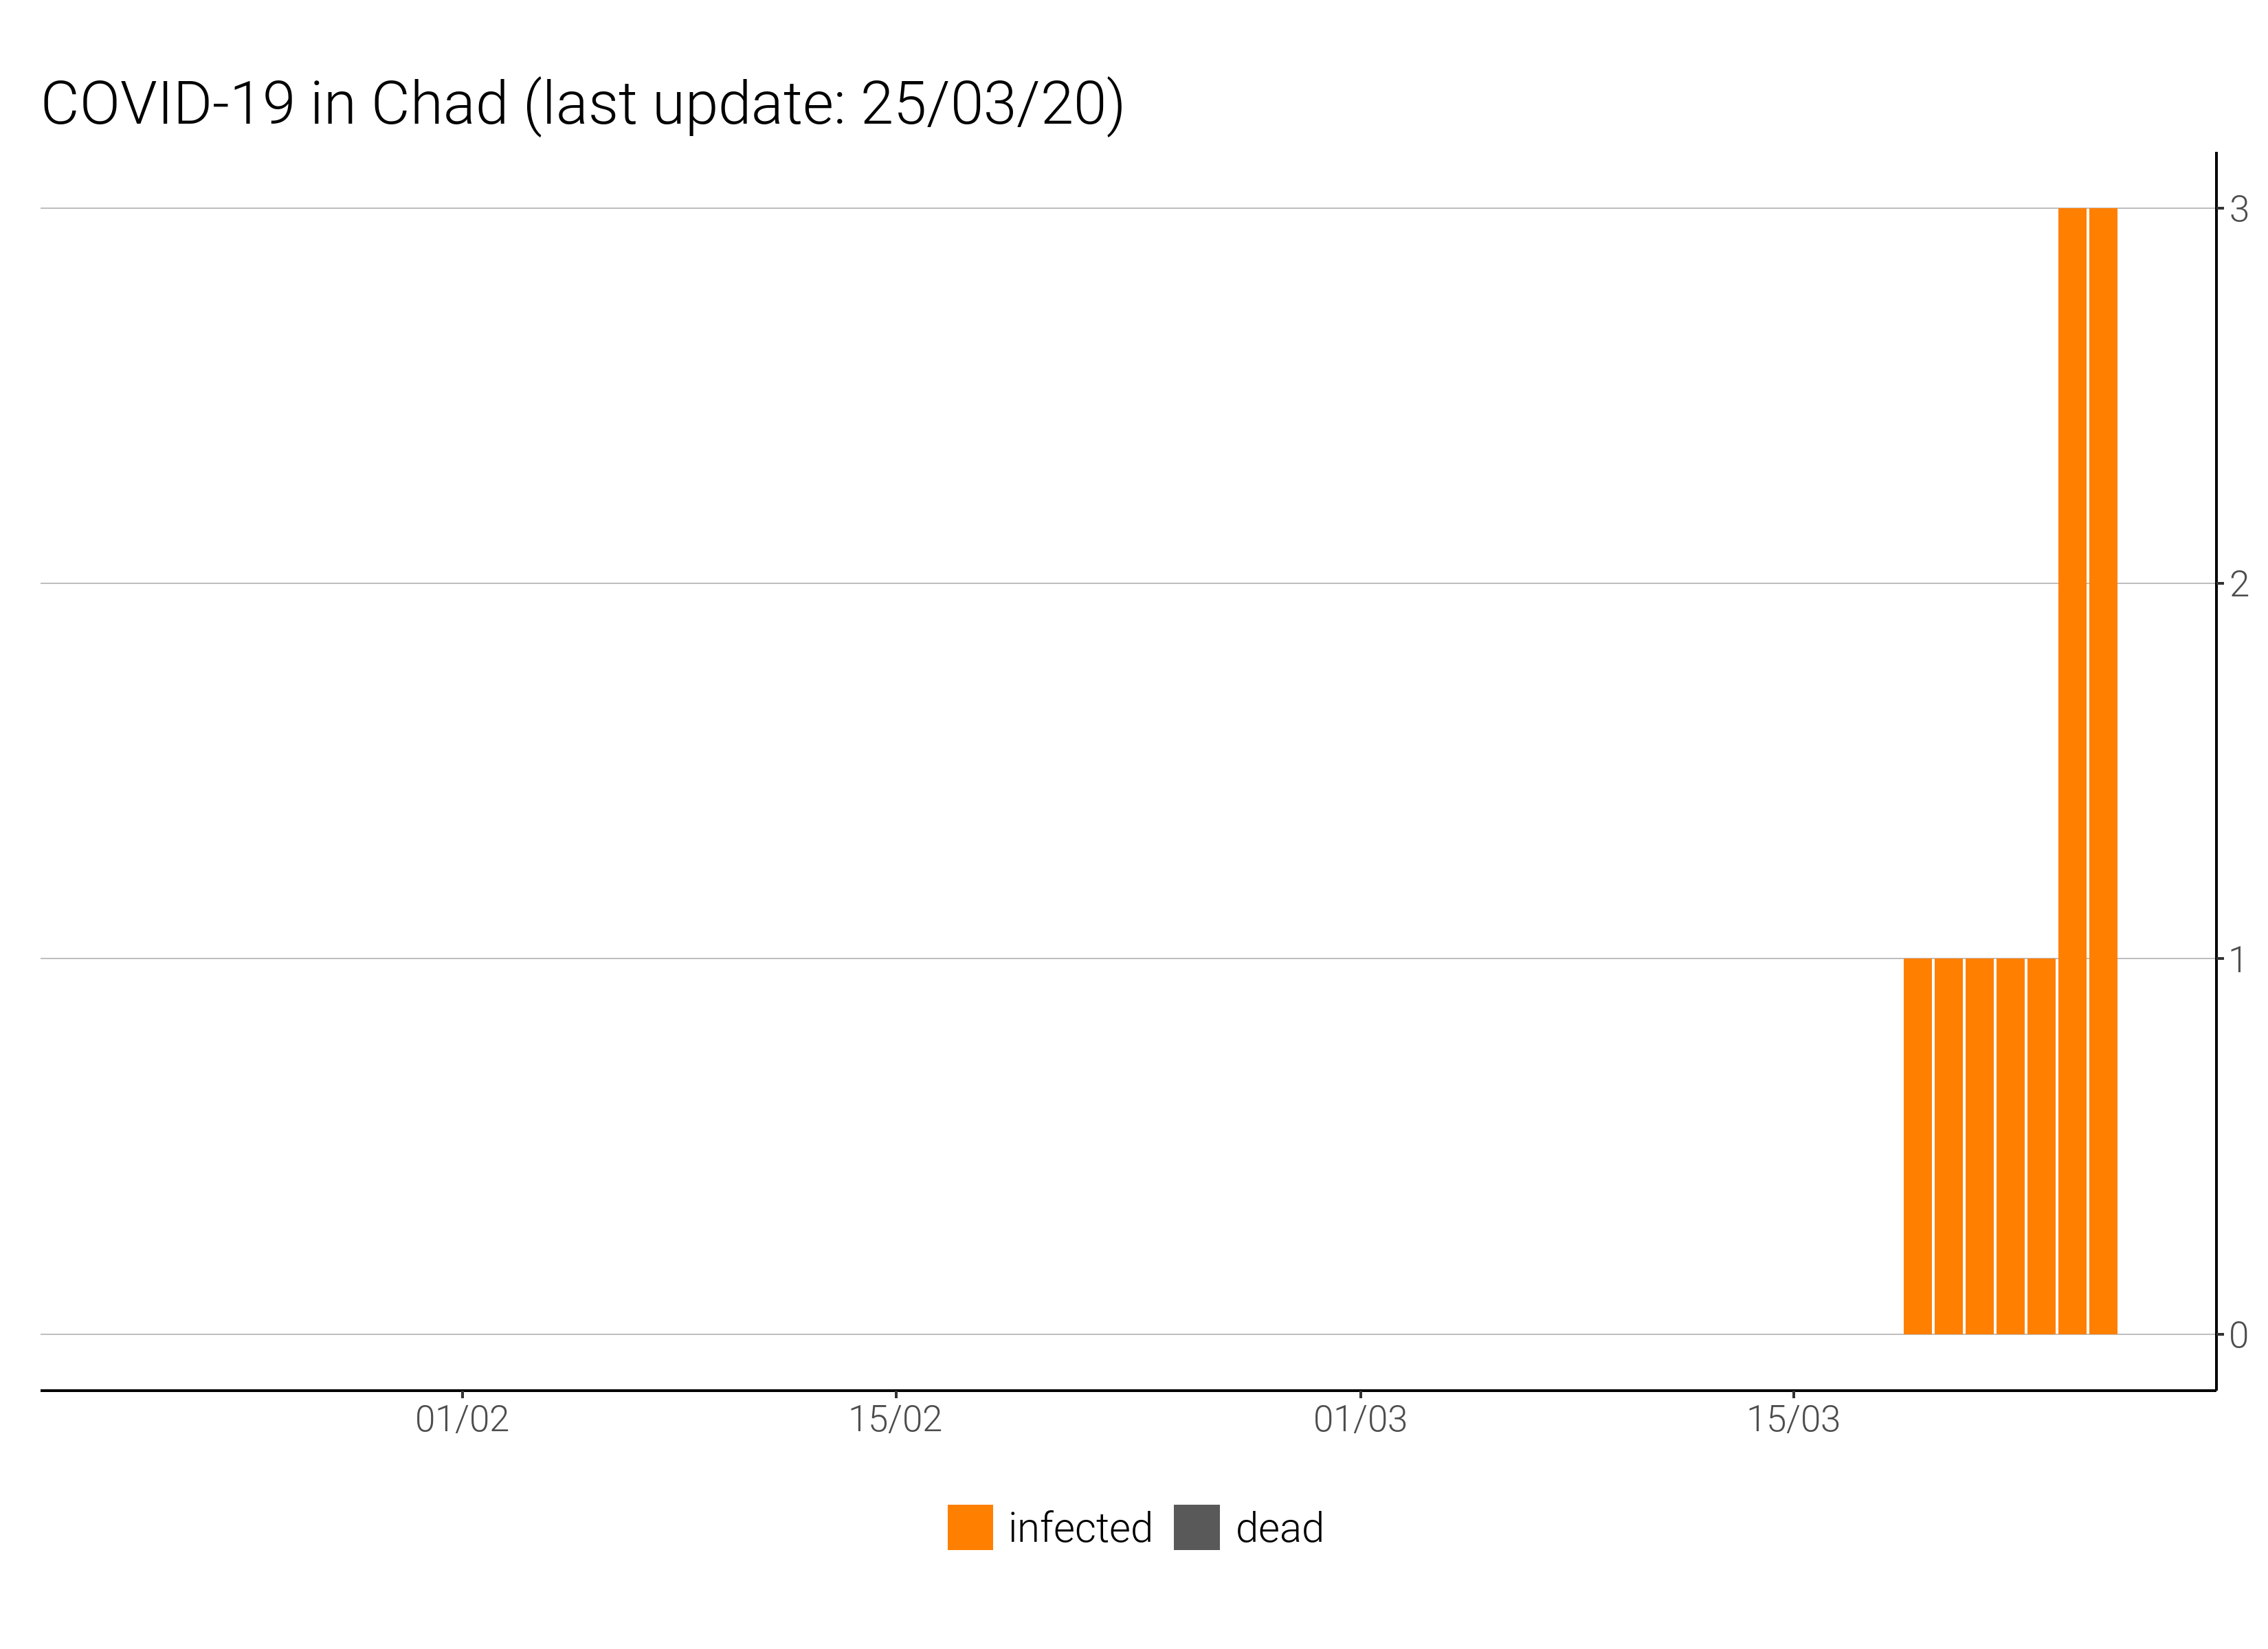 COVID-19 in Chad (last update: 25/03/20)
3
2
1
0
01/02 15/02 01/03 15/03
infected dead